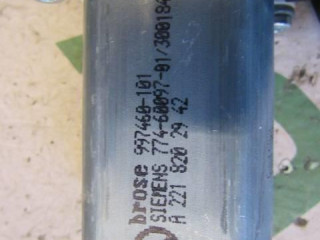 brose 997460-101
SIEMENS 774-60097-01/300184
A 221 820 29 42